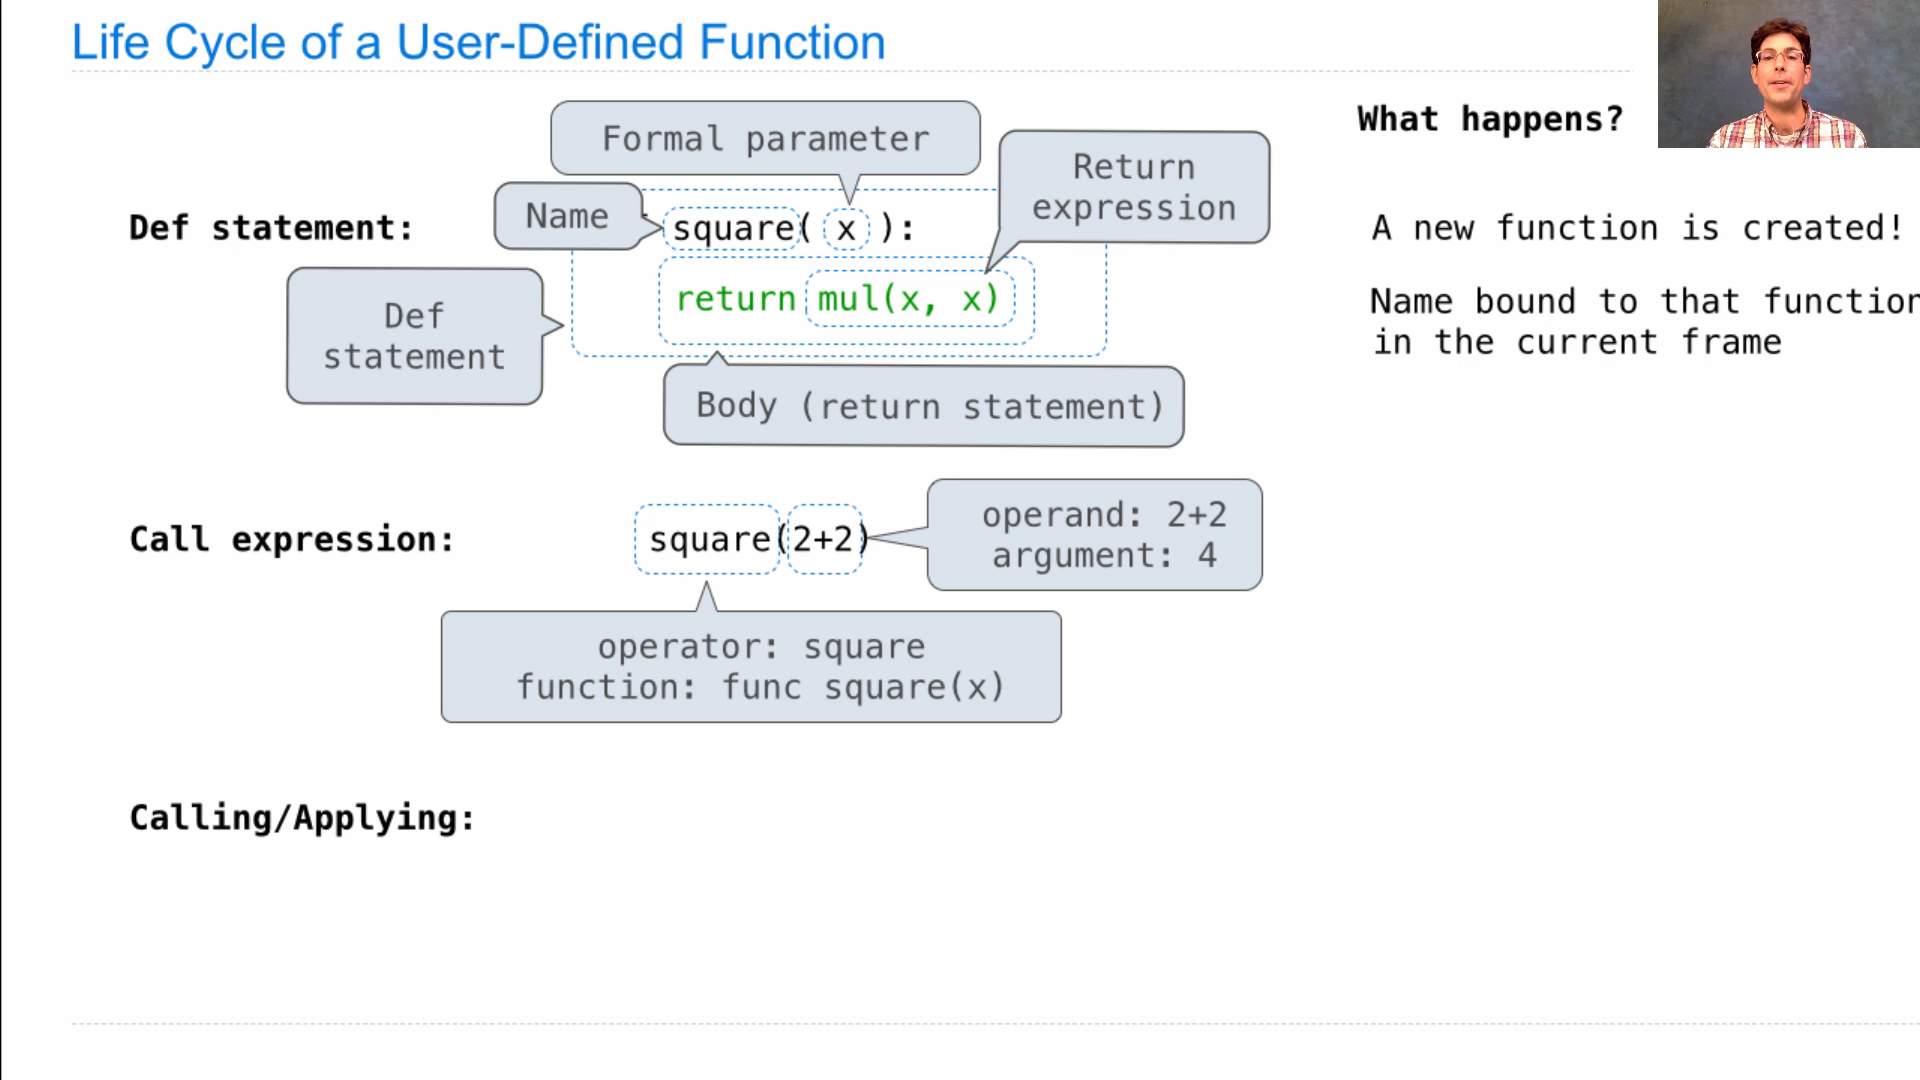 Life Cycle of a User-Defined Function
What happens?
Formal parameter
Return
expression
Name
Def statement:
square( x ):
A new function is created!
Def
statement
return mul(x, x)
Name bound to that function
in the current frame
Body (return statement)
Call expression:
square(2+2)
operand: 2+2
argument: 4
operator: square
function: func square(x)
Calling/Applying: